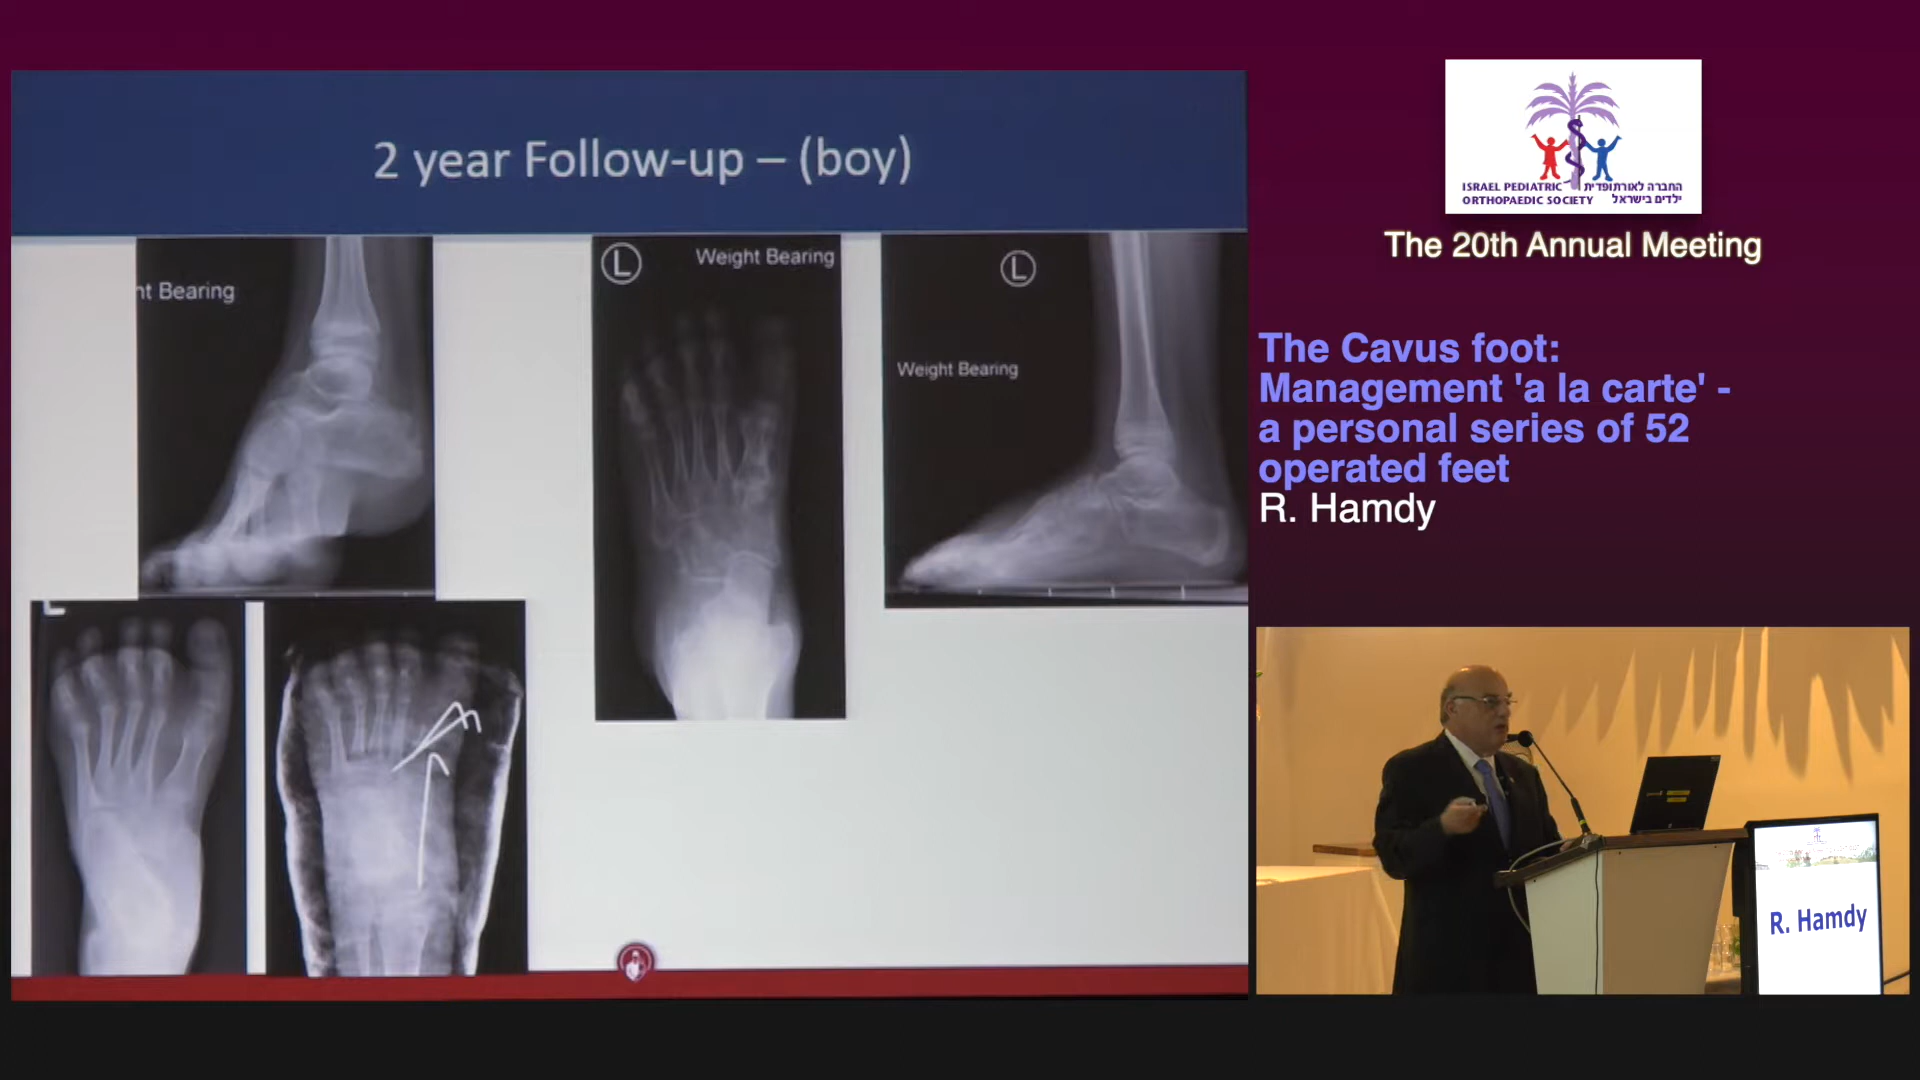 2 year Follow-up – (boy)
nt Bearing
L
Weight Bearing
L
Weight Bearing
L
ISRAEL PEDIATRIC החברה לאורתופדית
ORTHOPAEDIC SOCIETY ילדים בישראל
The 20th Annual Meeting
The Cavus foot:
Management 'a la carte' -
a personal series of 52
operated feet
R. Hamdy
R. Hamdy